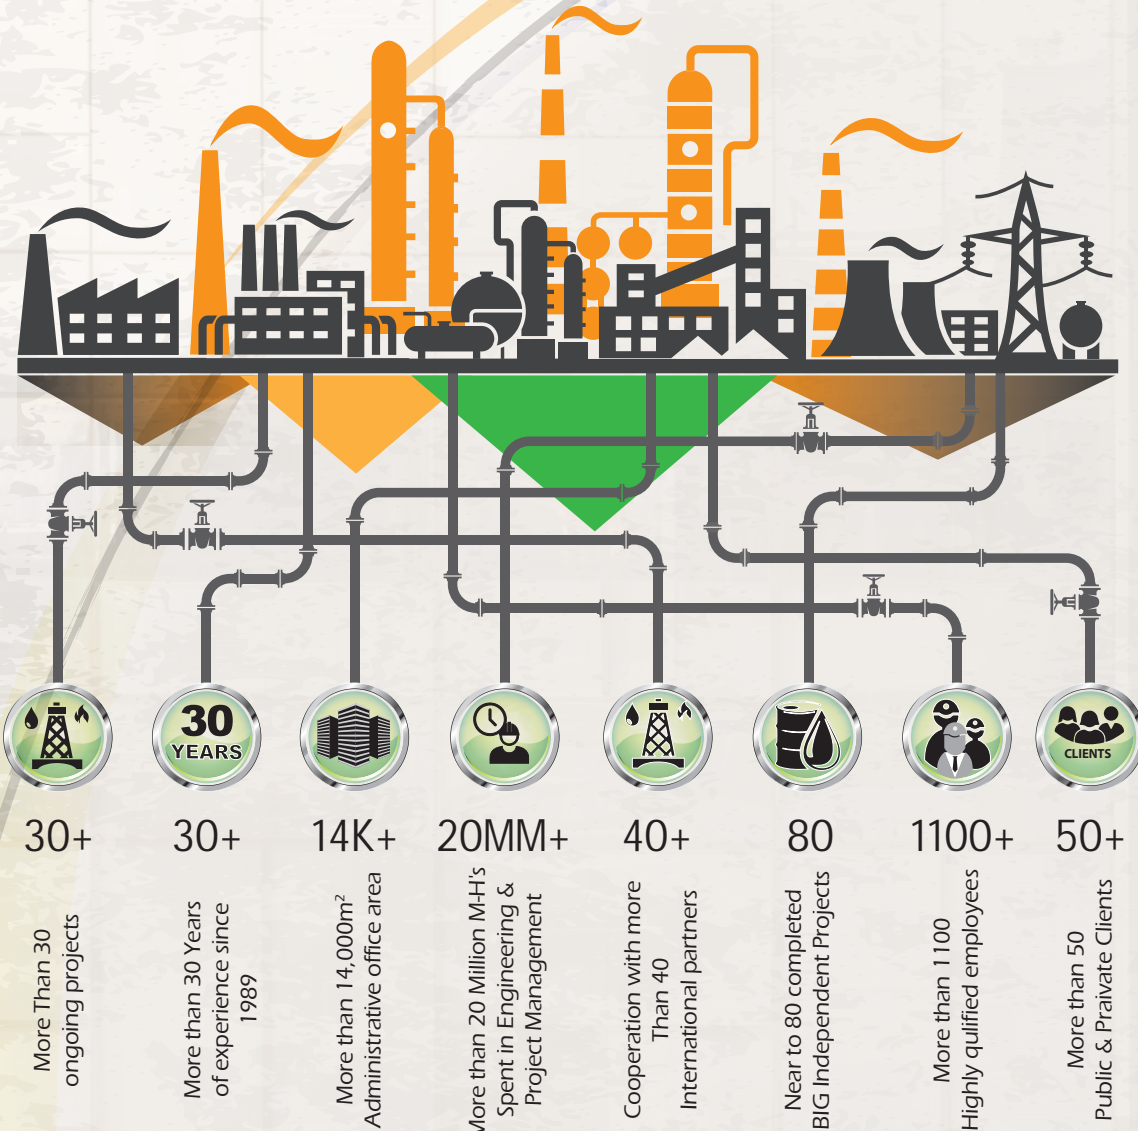 30
YEARS
CLIENTS
30+
30+
14K+
20MM+
40+
80
1100+
50+
More Than 30
ongoing projects
More than 30 Years
of experience since
1989
More than 14,000m²
Administrative office area
More than 20 Million M-H's
Spent in Engineering &
Project Management
Cooperation with more
Than 40
International partners
Near to 80 completed
BIG Independent Projects
More than 1100
Highly qulified employees
More than 50
Public & Praivate Clients